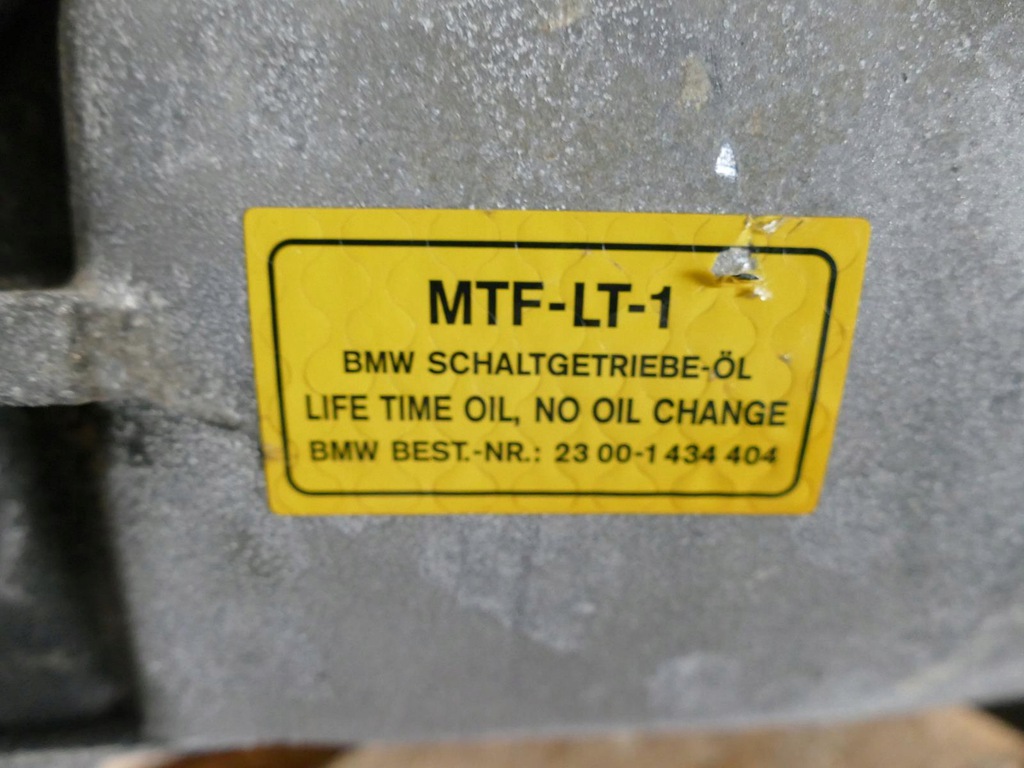 MTF-LT-1
BMW SCHALTGETRIEBE-ÖL
LIFE TIME OIL, NO OIL CHANGE
BMW BEST.-NR.: 23 00-1 434 404